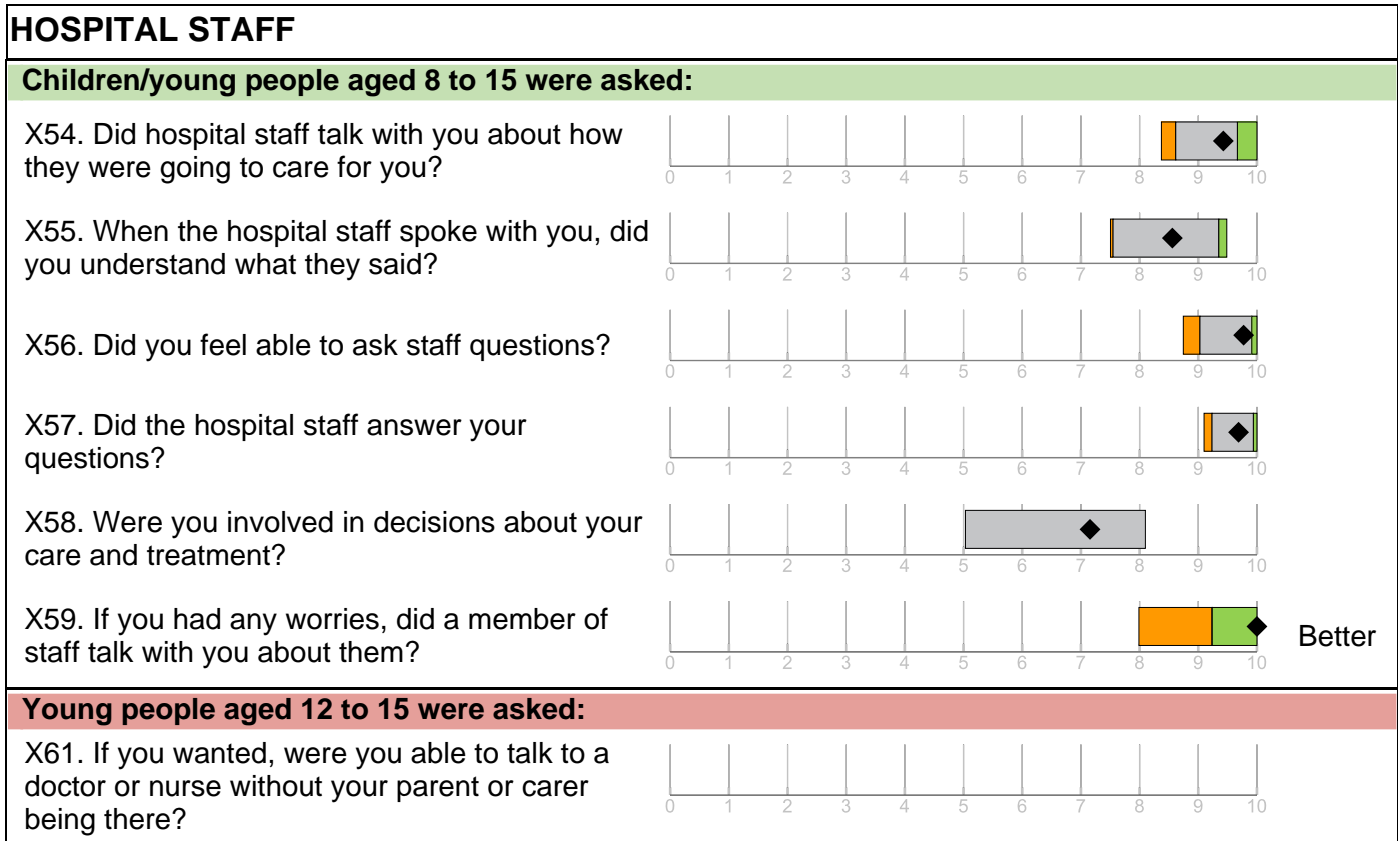 HOSPITAL STAFF
Children/young people aged 8 to 15 were asked:
X54. Did hospital staff talk with you about how
they were going to care for you?
0 1 2 3 4 5 6 7 8 9 10
X55. When the hospital staff spoke with you, did
you understand what they said?
0 1 2 3 4 5 6 7 8 9 10
X56. Did you feel able to ask staff questions?
0 1 2 3 4 5 6 7 8 9 10
X57. Did the hospital staff answer your
questions?
0 1 2 3 4 5 6 7 8 9 10
X58. Were you involved in decisions about your
care and treatment?
0 1 2 3 4 5 6 7 8 9 10
X59. If you had any worries, did a member of
staff talk with you about them?
0 1 2 3 4 5 6 7 8 9 10
Better
Young people aged 12 to 15 were asked:
X61. If you wanted, were you able to talk to a
doctor or nurse without your parent or carer
being there?
0 1 2 3 4 5 6 7 8 9 10